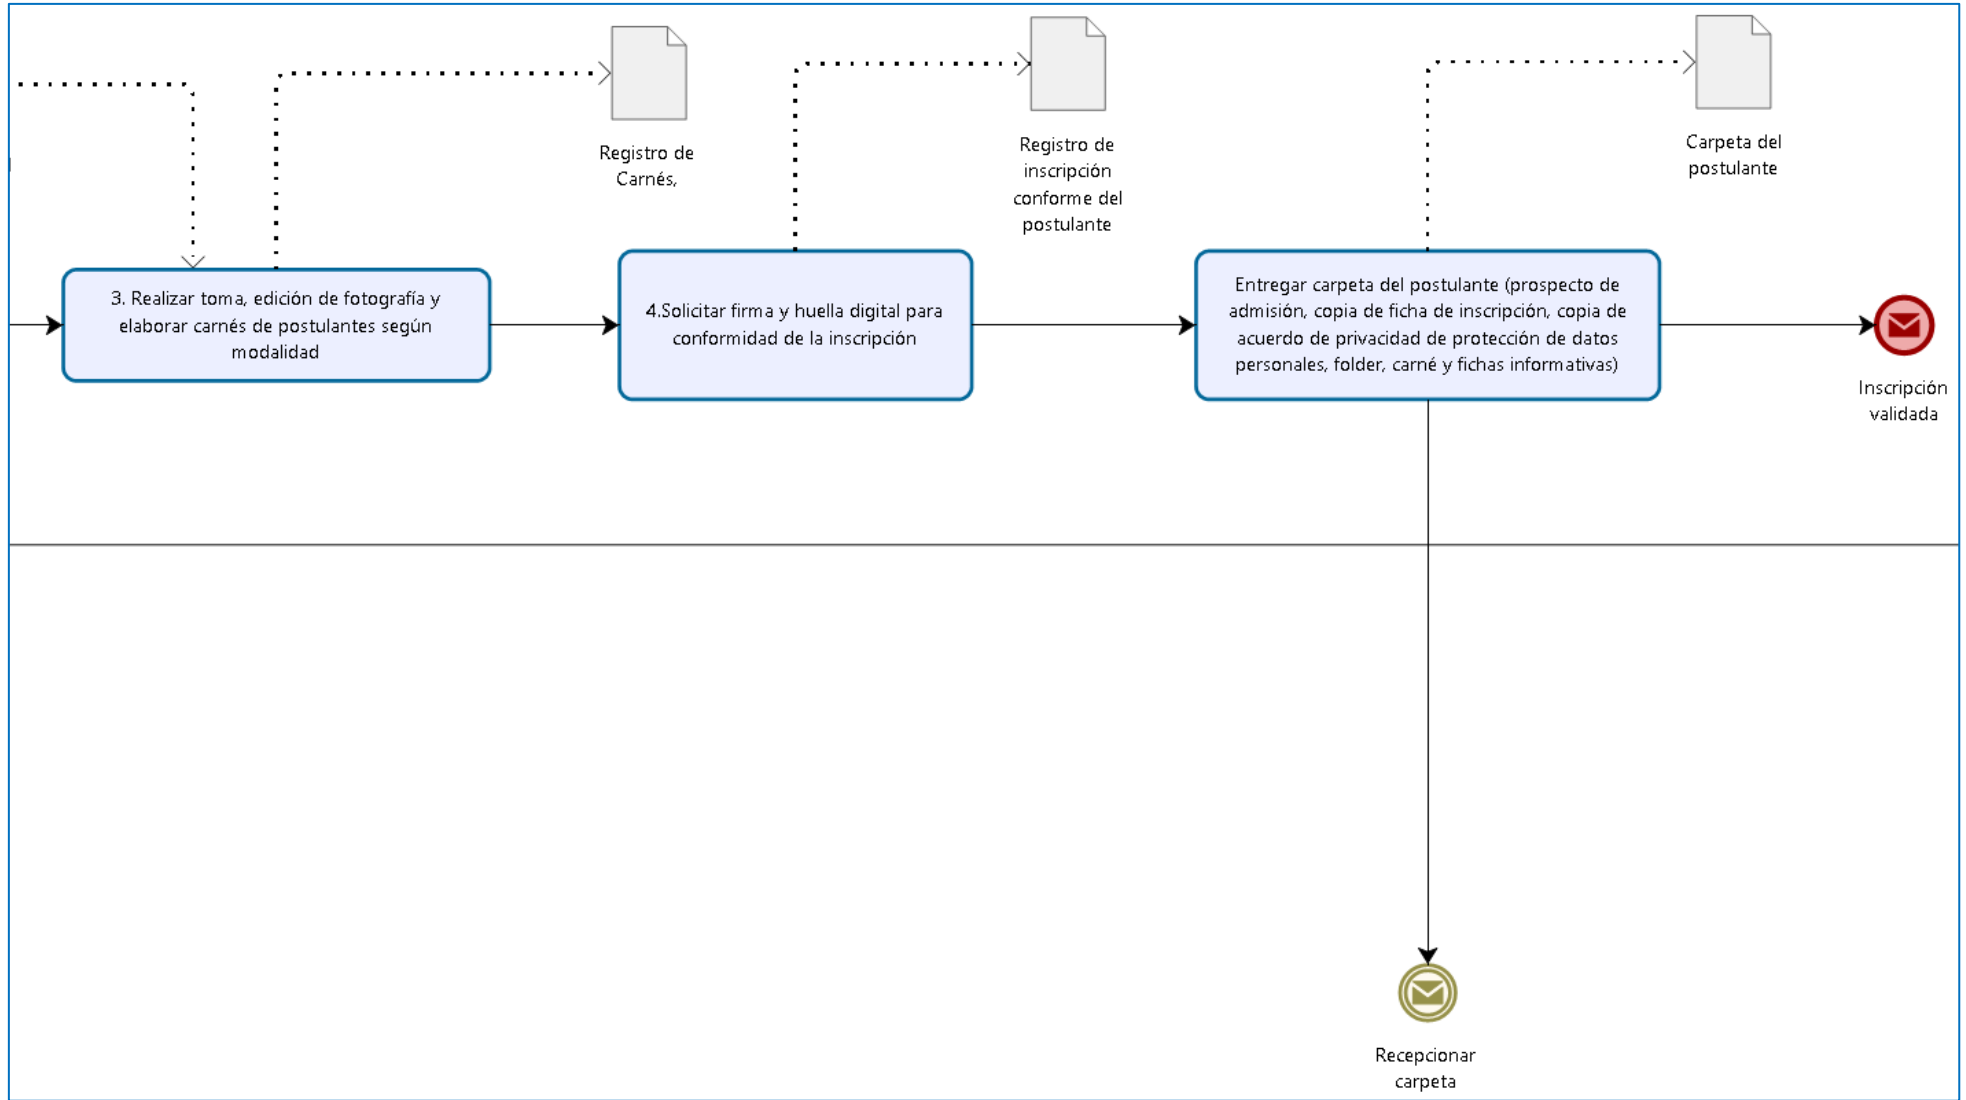 Registro de
Carnés,
Registro de
inscripción
conforme del
postulante
Carpeta del
postulante
3. Realizar toma, edición de fotografía y
elaborar carnés de postulantes según
modalidad
4.Solicitar firma y huella digital para
conformidad de la inscripción
Entregar carpeta del postulante (prospecto de
admisión, copia de ficha de inscripción, copia de
acuerdo de privacidad de protección de datos
personales, folder, carné y fichas informativas)
Inscripción
validada
Recepcionar
carpeta